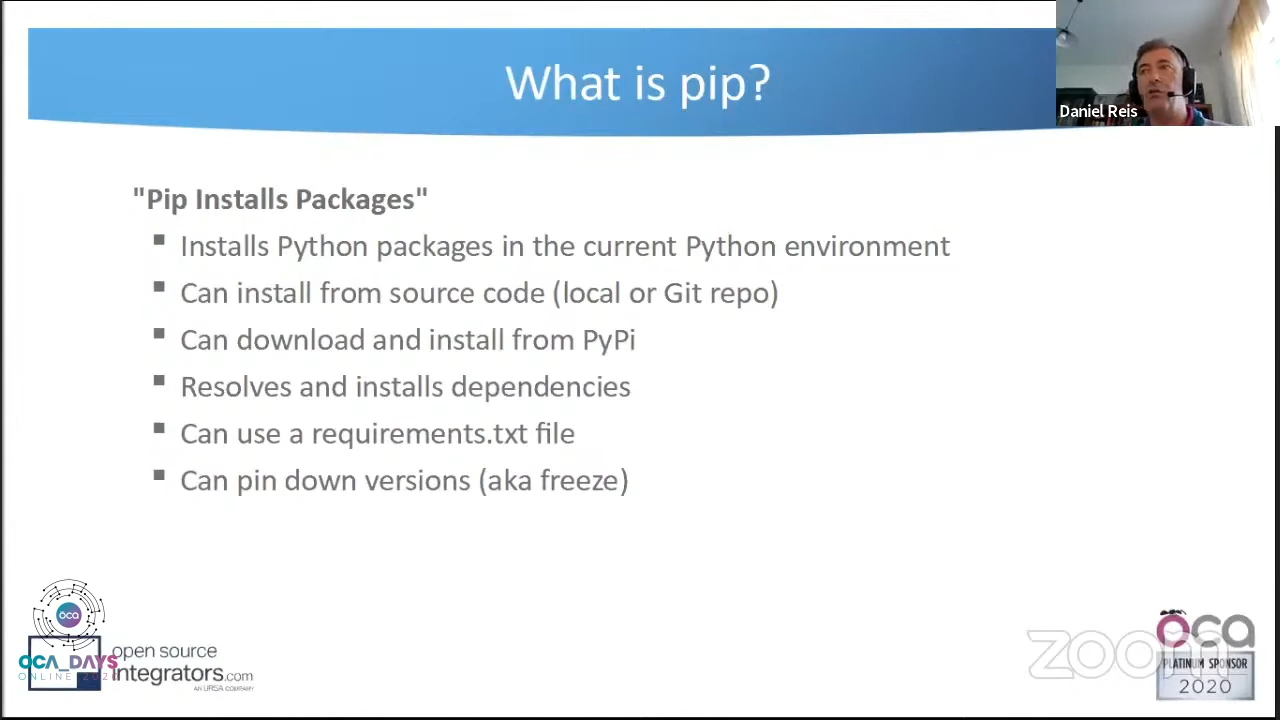 What is pip?
Daniel Reis
"Pip Installs Packages"
Installs Python packages in the current Python environment
Can install from source code (local or Git repo)
Can download and install from PyPi
Resolves and installs dependencies
Can use a requirements.txt file
Can pin down versions (aka freeze)
oca
OCA_DAYS
ONLINE 2020
open source
integrators.com
AN URSA COMPANY
zoom
oca
PLATINUM SPONSOR
2020